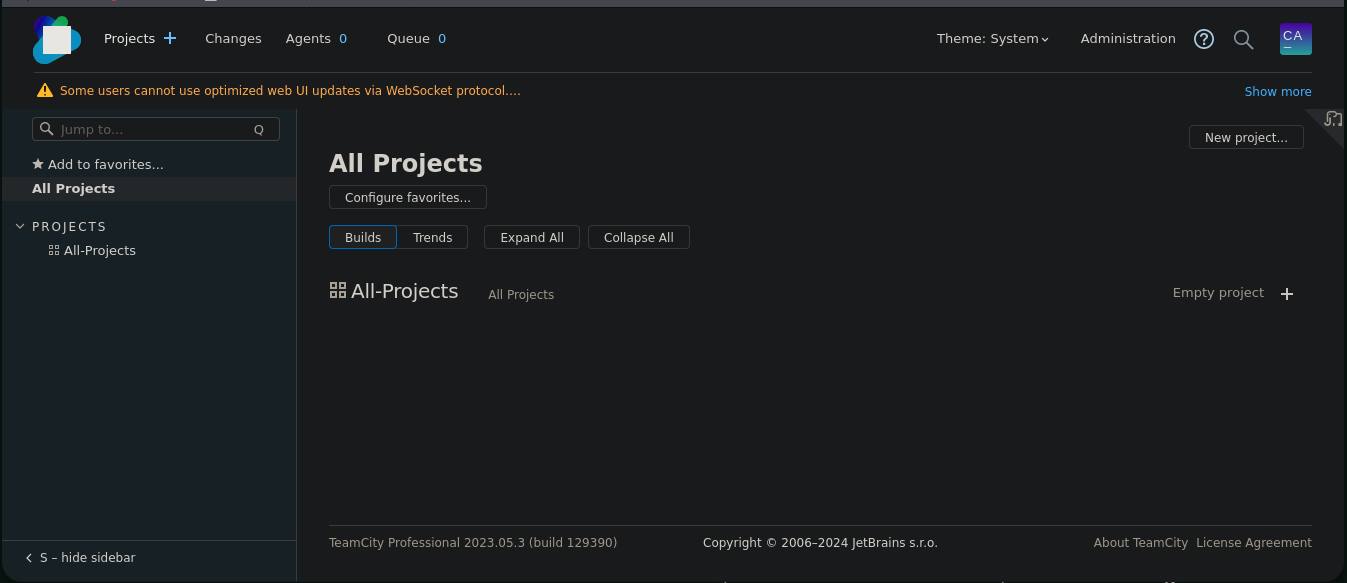 Projects Changes Agents 0 Queue 0 Theme: System Administration ? CA
Some users cannot use optimized web UI updates via WebSocket protocol.... Show more
Jump to... Q
New project...
Add to favorites...
All Projects
All Projects
Configure favorites...
PROJECTS
Builds Trends Expand All Collapse All
All-Projects
All-Projects All Projects Empty project
TeamCity Professional 2023.05.3 (build 129390) Copyright © 2006–2024 JetBrains s.r.o. About TeamCity License Agreement
S – hide sidebar